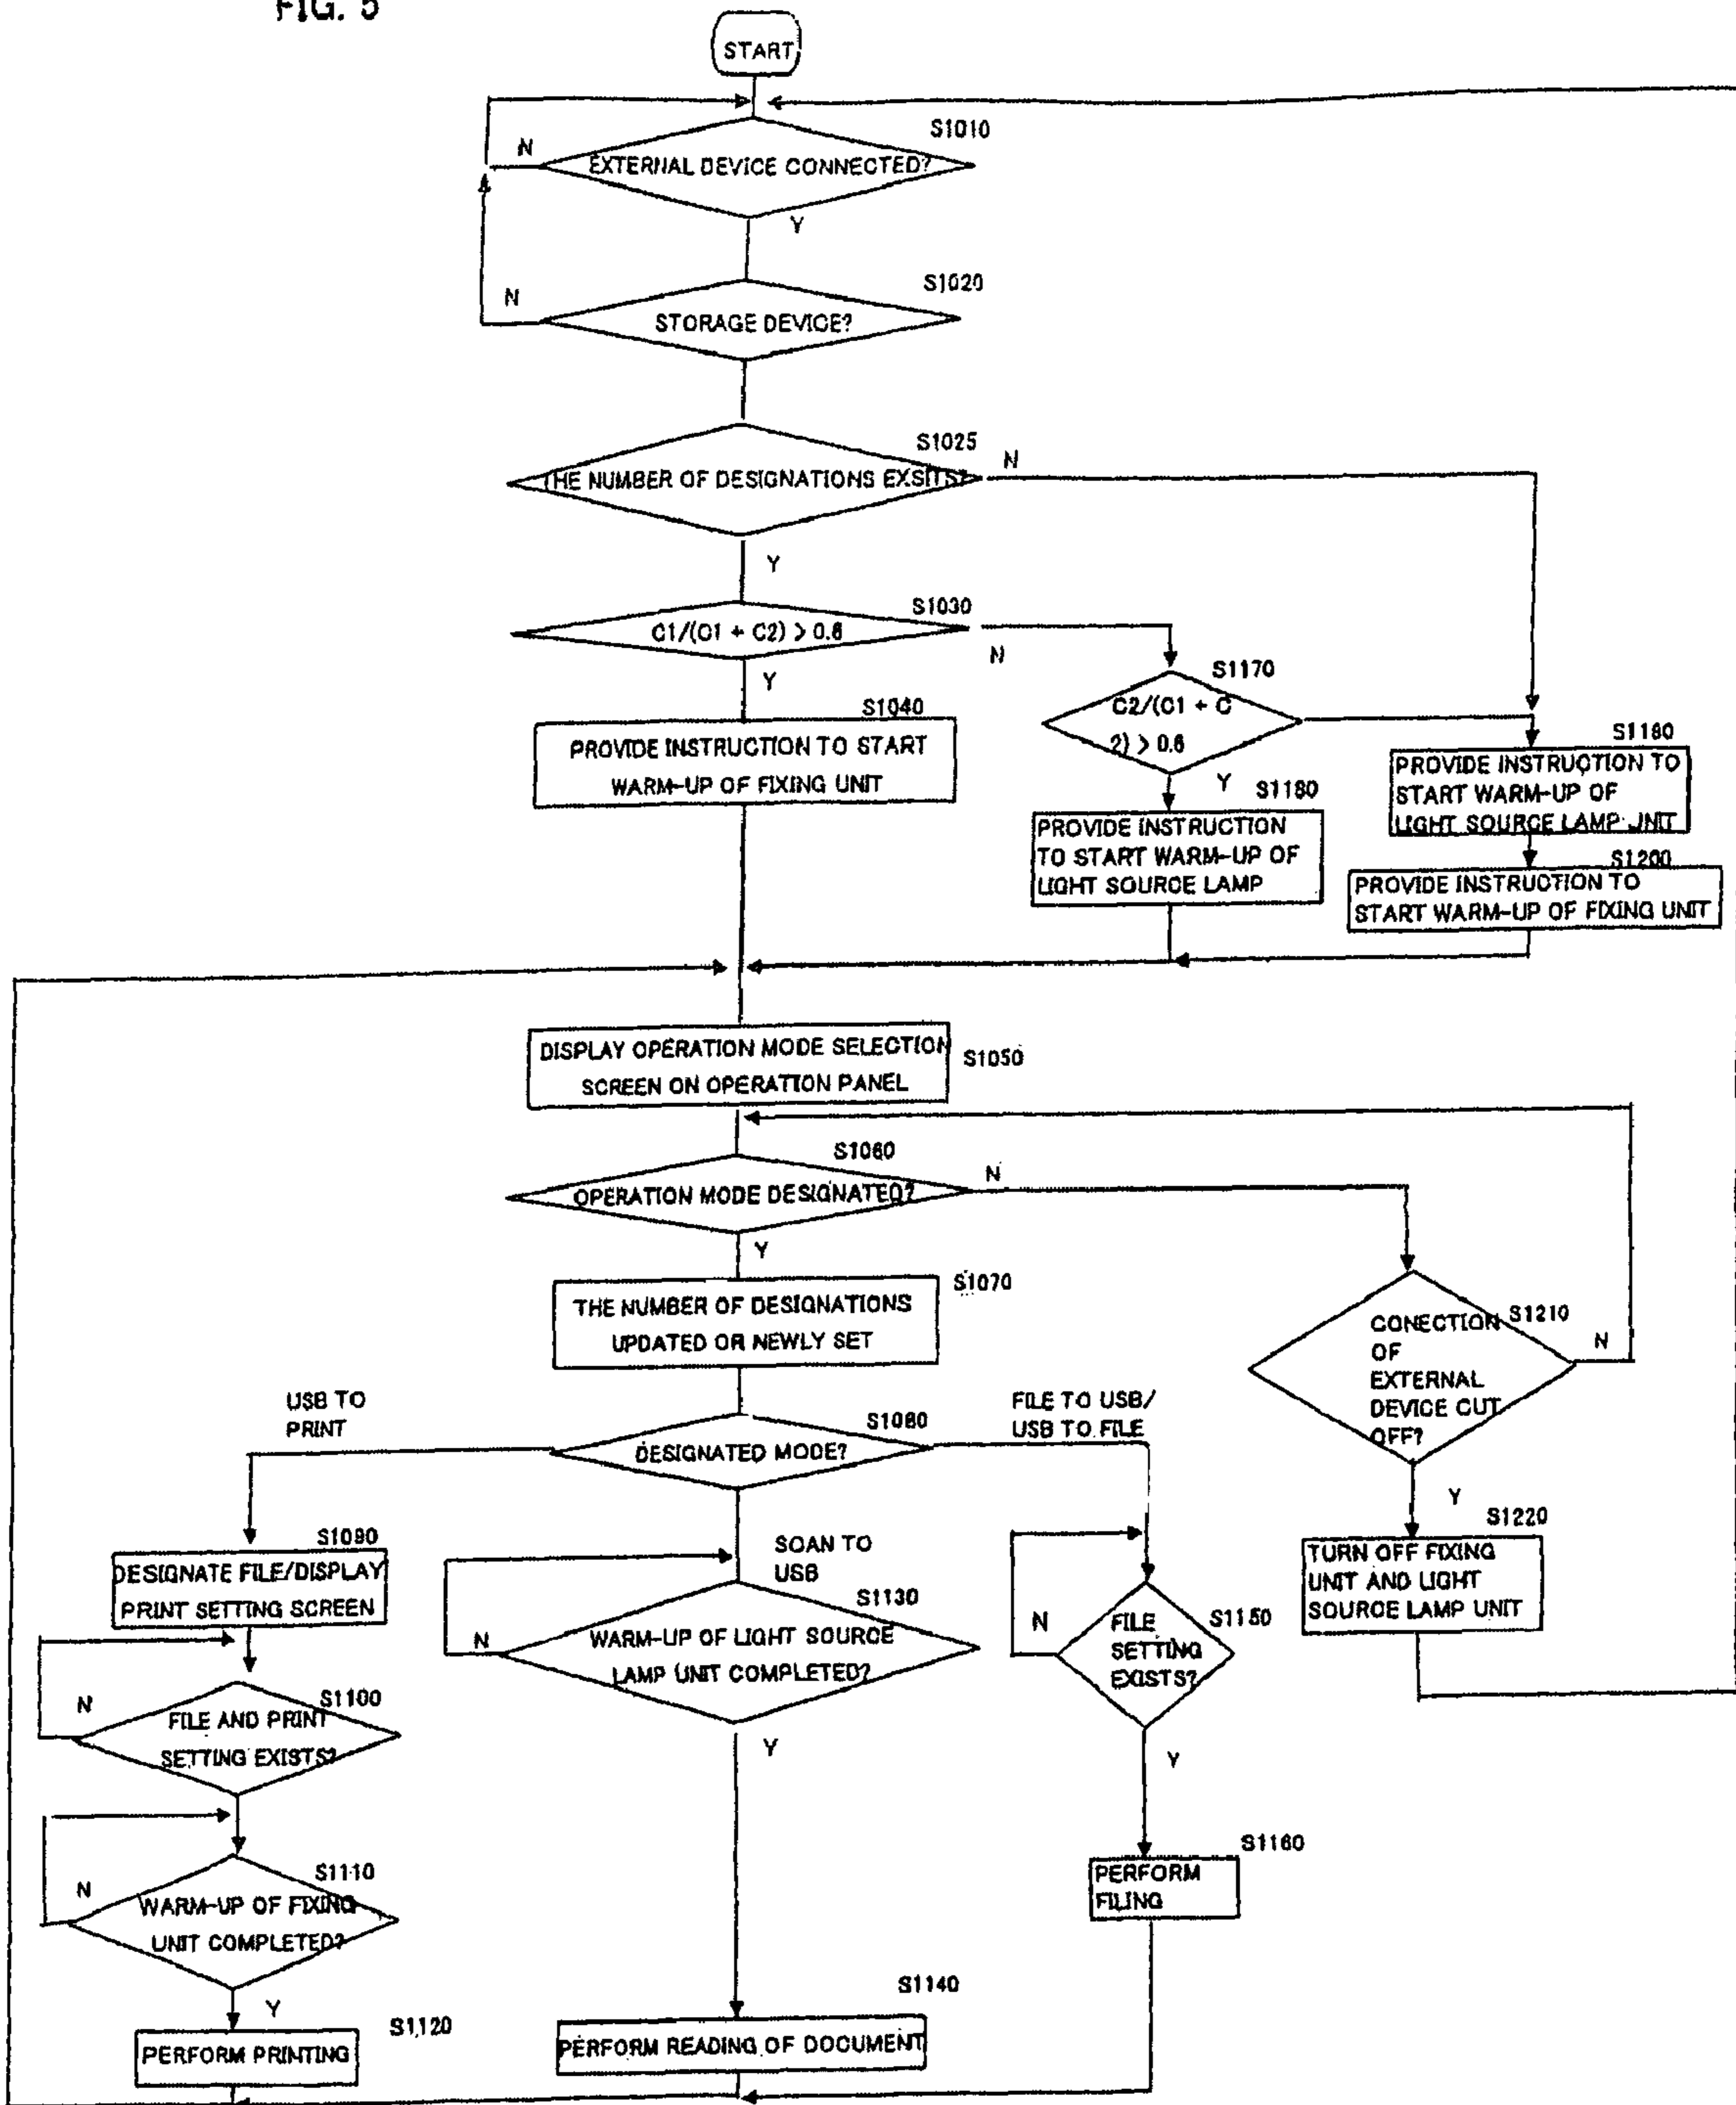 FIG. 5
START
S1010
N
EXTERNAL DEVICE CONNECTED?
Y
S1020
N
STORAGE DEVICE?
S1025
N
THE NUMBER OF DESIGNATIONS EXSITS?
Y
S1030
C1/(C1 + C2) > 0.6
N
Y
S1170
C2/(C1 + C
2) > 0.6
S1040
PROVIDE INSTRUCTION TO START
WARM-UP OF FIXING UNIT
Y
S1180
PROVIDE INSTRUCTION
TO START WARM-UP OF
LIGHT SOURCE LAMP
S1180
PROVIDE INSTRUCTION TO
START WARM-UP OF
LIGHT SOURCE LAMP UNIT
S1200
PROVIDE INSTRUCTION TO
START WARM-UP OF FIXING UNIT
DISPLAY OPERATION MODE SELECTION
SCREEN ON OPERATION PANEL
S1050
S1060
N
OPERATION MODE DESIGNATED?
Y
S1070
THE NUMBER OF DESIGNATIONS
UPDATED OR NEWLY SET
S1210
CONECTION
OF
EXTERNAL
DEVICE CUT
OFF?
N
Y
USB TO
PRINT
S1080
DESIGNATED MODE?
FILE TO USB/
USB TO FILE
S1220
TURN OFF FIXING
UNIT AND LIGHT
SOURCE LAMP UNIT
S1090
DESIGNATE FILE/DISPLAY
PRINT SETTING SCREEN
SCAN TO
USB
S1130
N
WARM-UP OF LIGHT SOURCE
LAMP UNIT COMPLETED?
Y
N
S1150
FILE
SETTING
EXISTS?
Y
S1100
N
FILE AND PRINT
SETTING EXISTS?
S1110
N
WARM-UP OF FIXING
UNIT COMPLETED?
Y
S1160
PERFORM
FILING
S1120
PERFORM PRINTING
S1140
PERFORM READING OF DOCUMENT